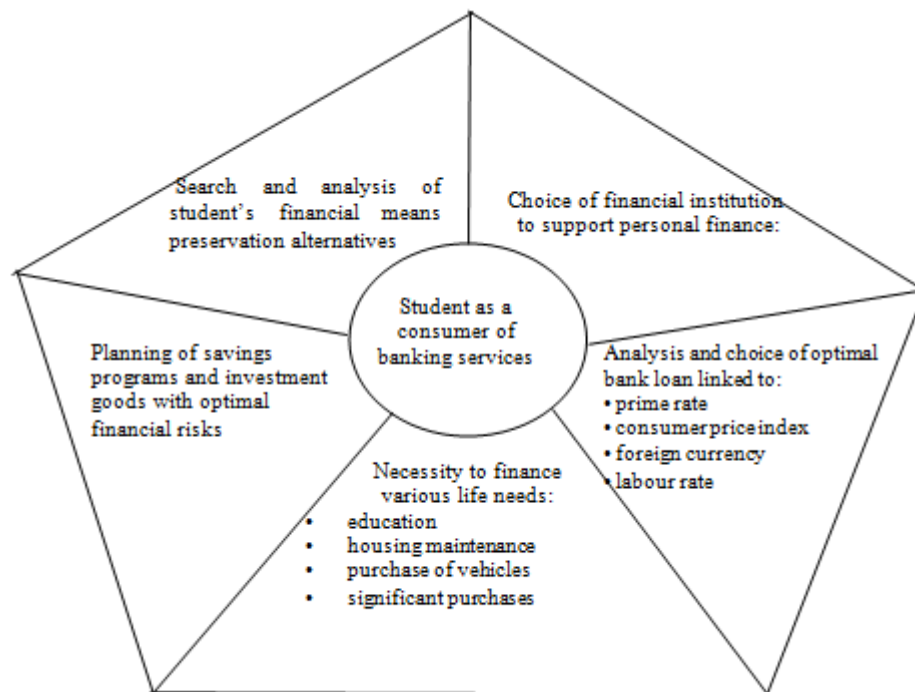 Search and analysis of
student's financial means
preservation alternatives
Choice of financial institution
to support personal finance:
Student as a
consumer of
banking services
Planning of savings
programs and investment
goods with optimal
financial risks
Analysis and choice of optimal
bank loan linked to:
• prime rate
• consumer price index
• foreign currency
• labour rate
Necessity to finance
various life needs:
• education
• housing maintenance
• purchase of vehicles
• significant purchases